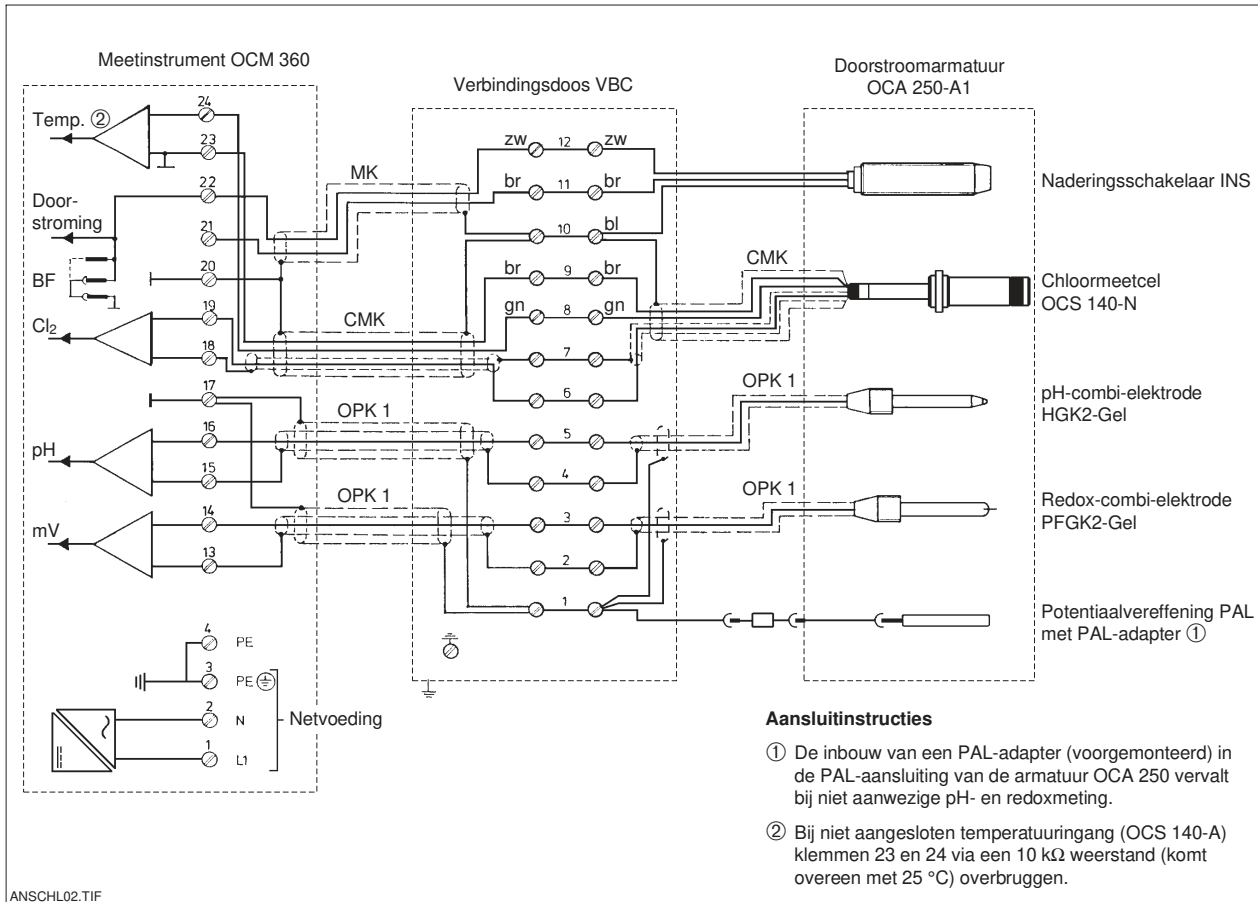 Meetinstrument OCM 360
Verbindingsdoos VBC
Doorstroomarmatuur
OCA 250-A1
Temp. ②
24
23
Door-
stroming
22
21
BF
20
Cl₂
19
18
17
pH
16
15
mV
14
13
4 PE
3 PE
2 N
1 L1
Netvoeding
MK
CMK
OPK 1
OPK 1
zw 12 zw
br 11 br
10 bl
br 9 br
gn 8 gn
7
6
5
4
3
2
1
CMK
OPK 1
OPK 1
Naderingsschakelaar INS
Chloormeetcel
OCS 140-N
pH-combi-elektrode
HGK2-Gel
Redox-combi-elektrode
PFGK2-Gel
Potentiaalvereffening PAL
met PAL-adapter ①
Aansluitinstructies
① De inbouw van een PAL-adapter (voorgemonteerd) in
de PAL-aansluiting van de armatuur OCA 250 vervalt
bij niet aanwezige pH- en redoxmeting.
② Bij niet aangesloten temperatuuringang (OCS 140-A)
klemmen 23 en 24 via een 10 kΩ weerstand (komt
overeen met 25 °C) overbruggen.
ANSCHL02.TIF